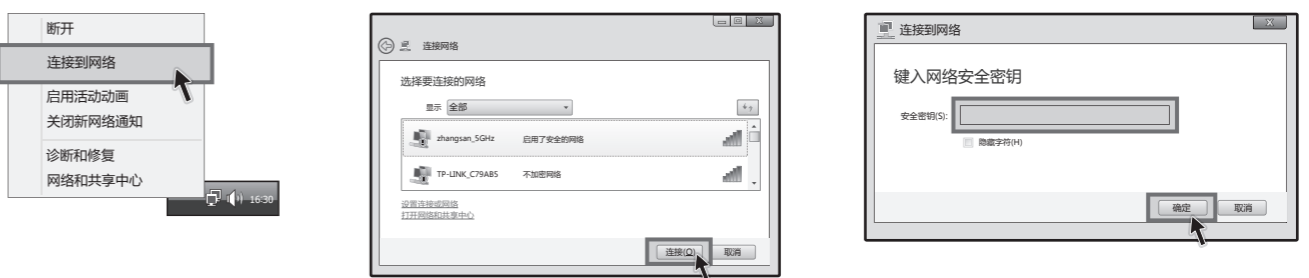 断开
连接到网络
启用活动动画
关闭新网络通知
诊断和修复
网络和共享中心
16:30
连接网络
选择要连接的网络
显示 全部
zhangsan_5GHz 启用了安全的网络
TP-LINK_C79AB5 不加密网络
设置连接或网络
打开网络和共享中心
连接(O) 取消
连接到网络
键入网络安全密钥
安全密钥(S):
隐藏字符(H)
确定 取消